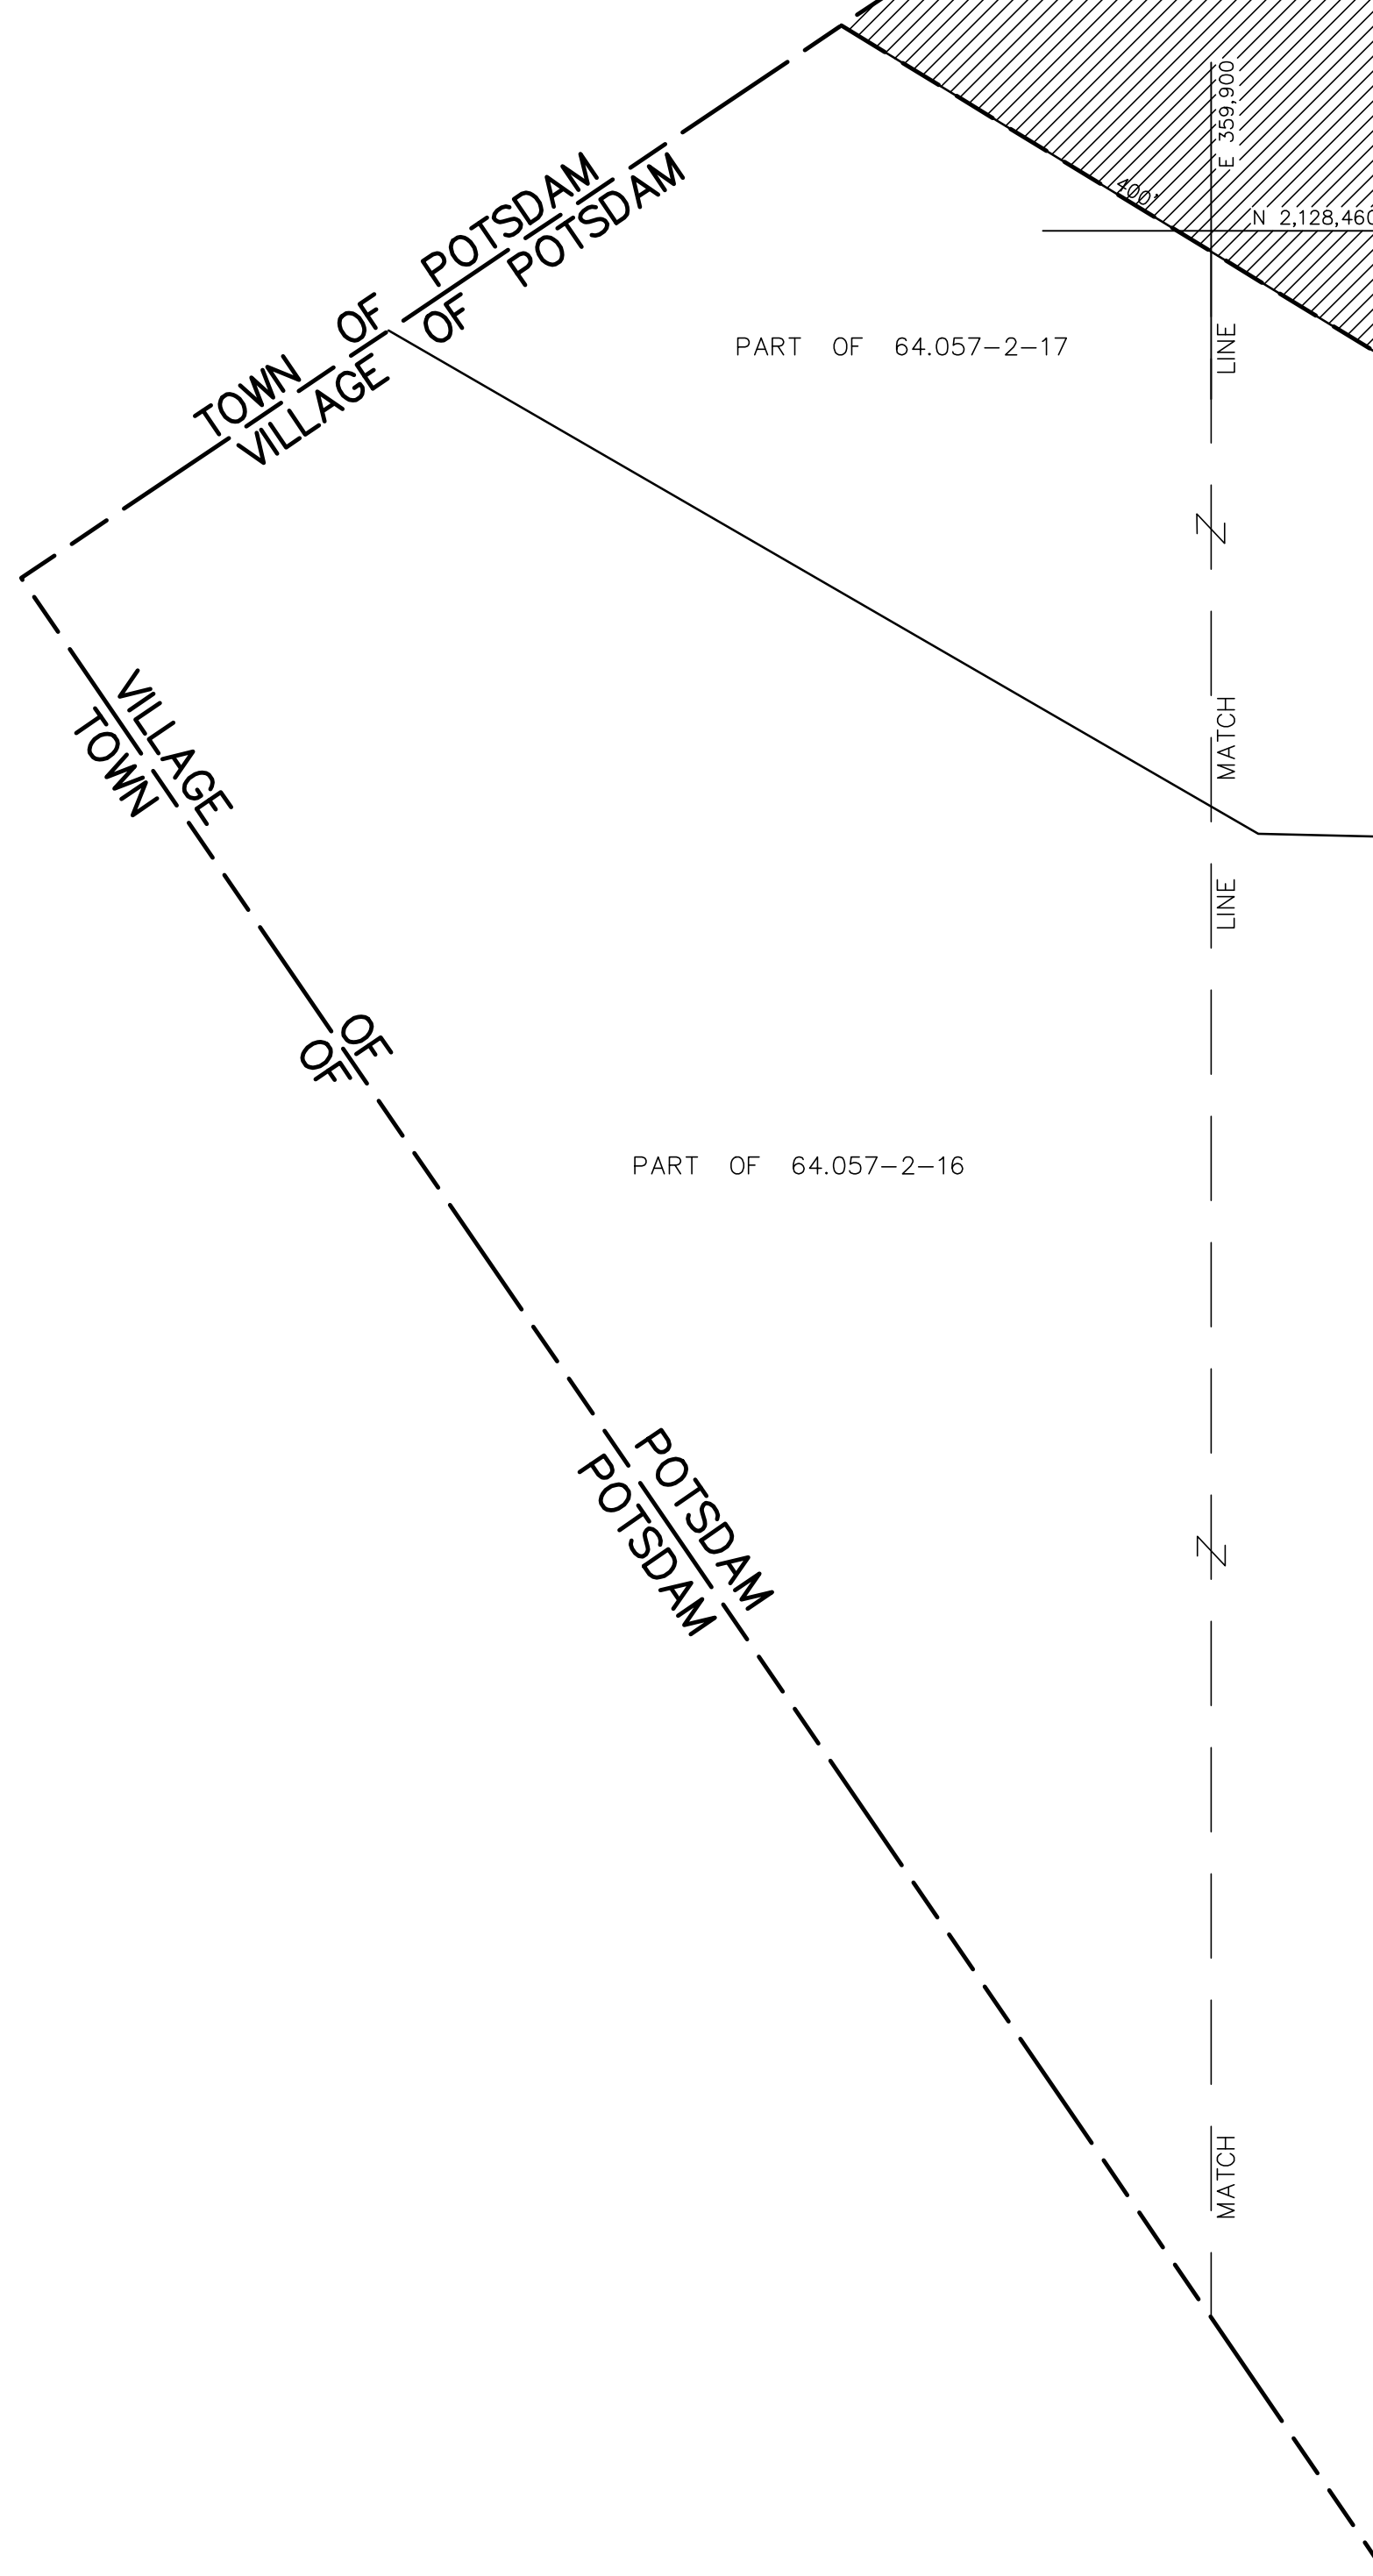 E 359,900
400'
N 2,128,460
TOWN OF POTSDAM
VILLAGE OF POTSDAM
PART OF 64.057-2-17
LINE
MATCH
LINE
VILLAGE OF POTSDAM
TOWN OF POTSDAM
PART OF 64.057-2-16
MATCH